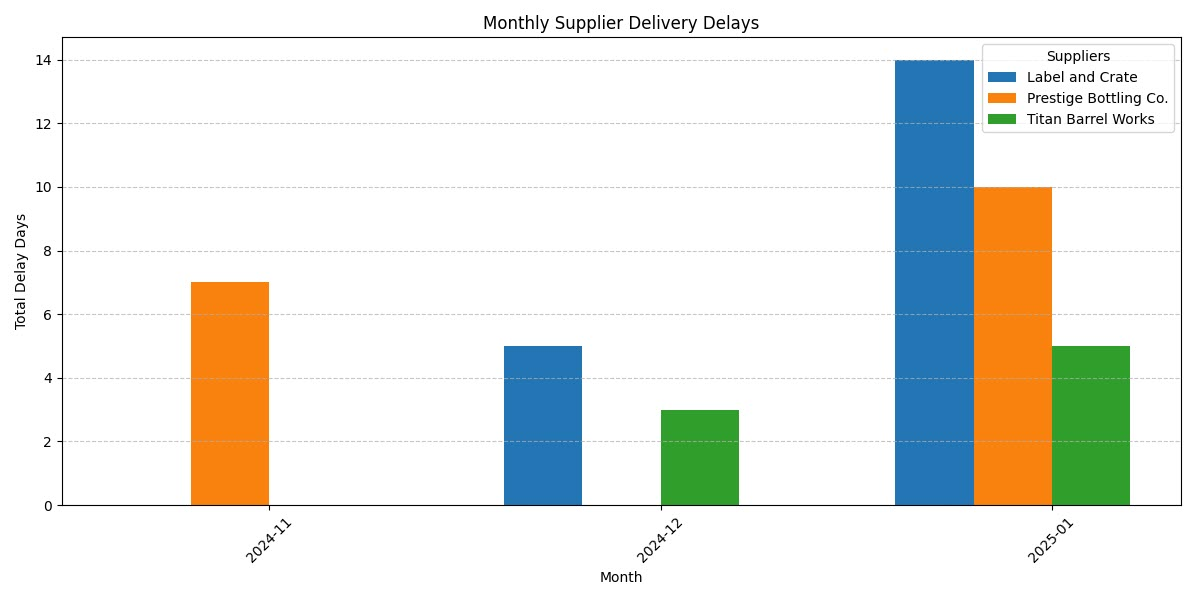 Monthly Supplier Delivery Delays
Suppliers
Label and Crate
Prestige Bottling Co.
Titan Barrel Works
Total Delay Days
14
12
10
8
6
4
2
0
2024-11
2024-12
2025-01
Month